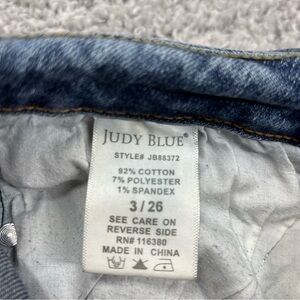 JUDY BLUE®
STYLE# JB88372
92% COTTON
7% POLYESTER
1% SPANDEX
3 / 26
SEE CARE ON
REVERSE SIDE
RN# 116380
MADE IN CHINA